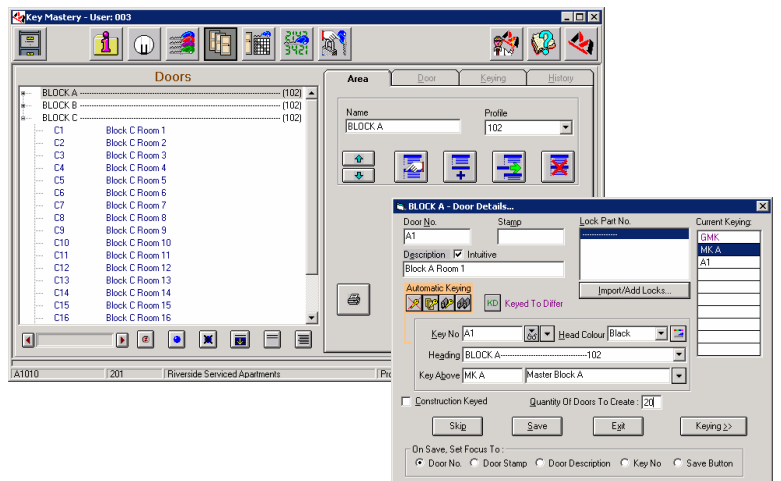 Key Mastery - User: 003
2143
3421
Doors
BLOCK A (102)
BLOCK B (102)
BLOCK C (102)
C1 Block C Room 1
C2 Block C Room 2
C3 Block C Room 3
C4 Block C Room 4
C5 Block C Room 5
C6 Block C Room 6
C7 Block C Room 7
C8 Block C Room 8
C9 Block C Room 9
C10 Block C Room 10
C11 Block C Room 11
C12 Block C Room 12
C13 Block C Room 13
C14 Block C Room 14
C15 Block C Room 15
C16 Block C Room 16
A1010 201 Riverside Serviced Apartments Pro
Area Door Keying History
Name Profile
BLOCK A 102
BLOCK A - Door Details...
Door No. Stamp Lock Part No. Current Keying:
A1 --------------- GMK
MK A
A1
Description Intuitive
Block A Room 1
Import/Add Locks...
Automatic Keying
KD Keyed To Differ
Key No A1 Head Colour Black
Heading BLOCK A------------------------------102
Key Above MK A Master Block A
Construction Keyed Quantity Of Doors To Create : 20
Skip Save Exit Keying >>
On Save, Set Focus To :
Door No. Door Stamp Door Description Key No Save Button